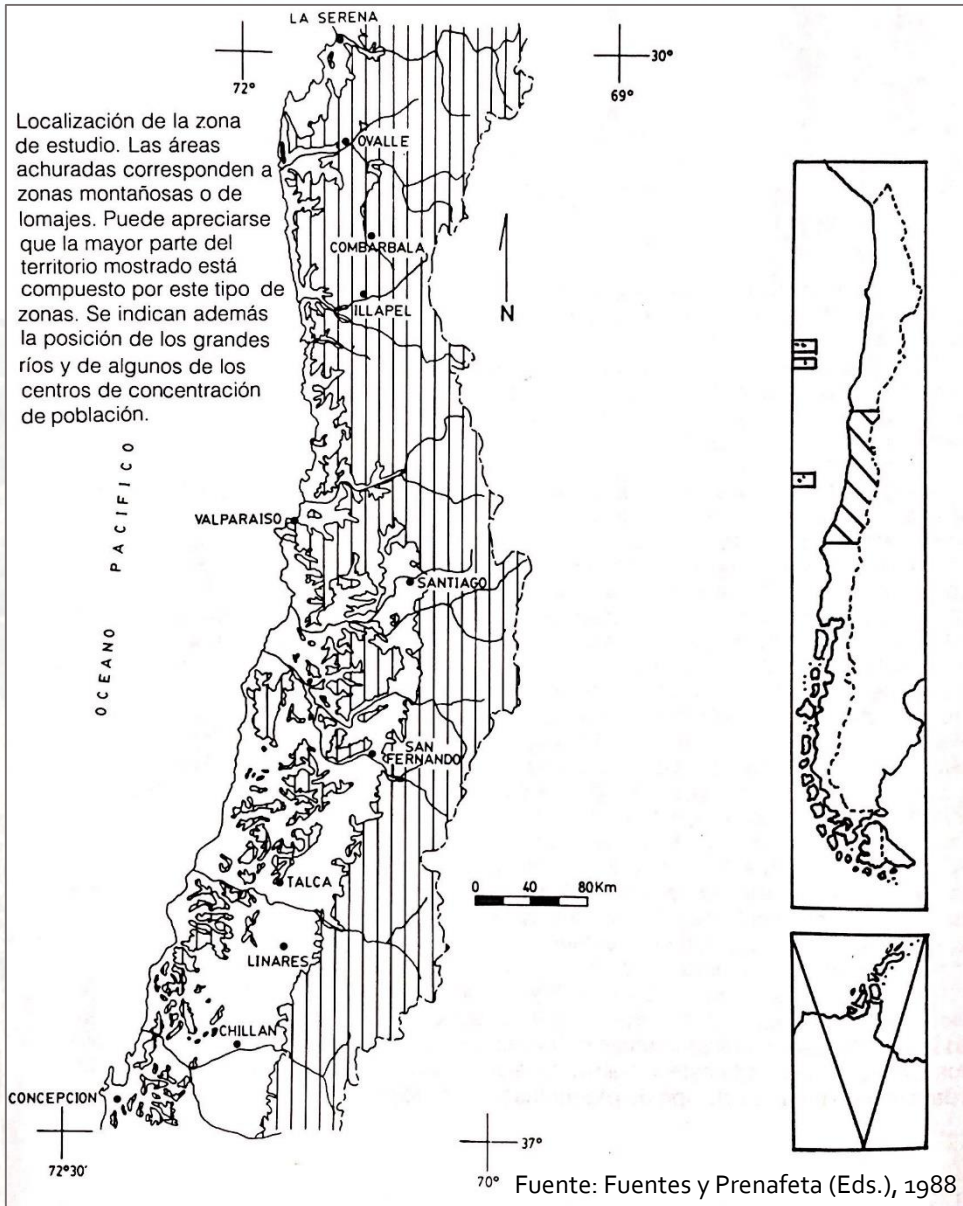 LA SERENA
72°
30°
69°
Localización de la zona
de estudio. Las áreas
achuradas corresponden a
zonas montañosas o de
lomajes. Puede apreciarse
que la mayor parte del
territorio mostrado está
compuesto por este tipo de
zonas. Se indican además
la posición de los grandes
ríos y de algunos de los
centros de concentración
de población.
OVALLE
COMBARBALA
ILLAPEL
N
OCEANO PACIFICO
VALPARAISO
SANTIAGO
SAN
FERNANDO
TALCA
0 40 80Km
LINARES
CHILLAN
CONCEPCION
72°30'
70°
37°
Fuente: Fuentes y Prenafeta (Eds.), 1988